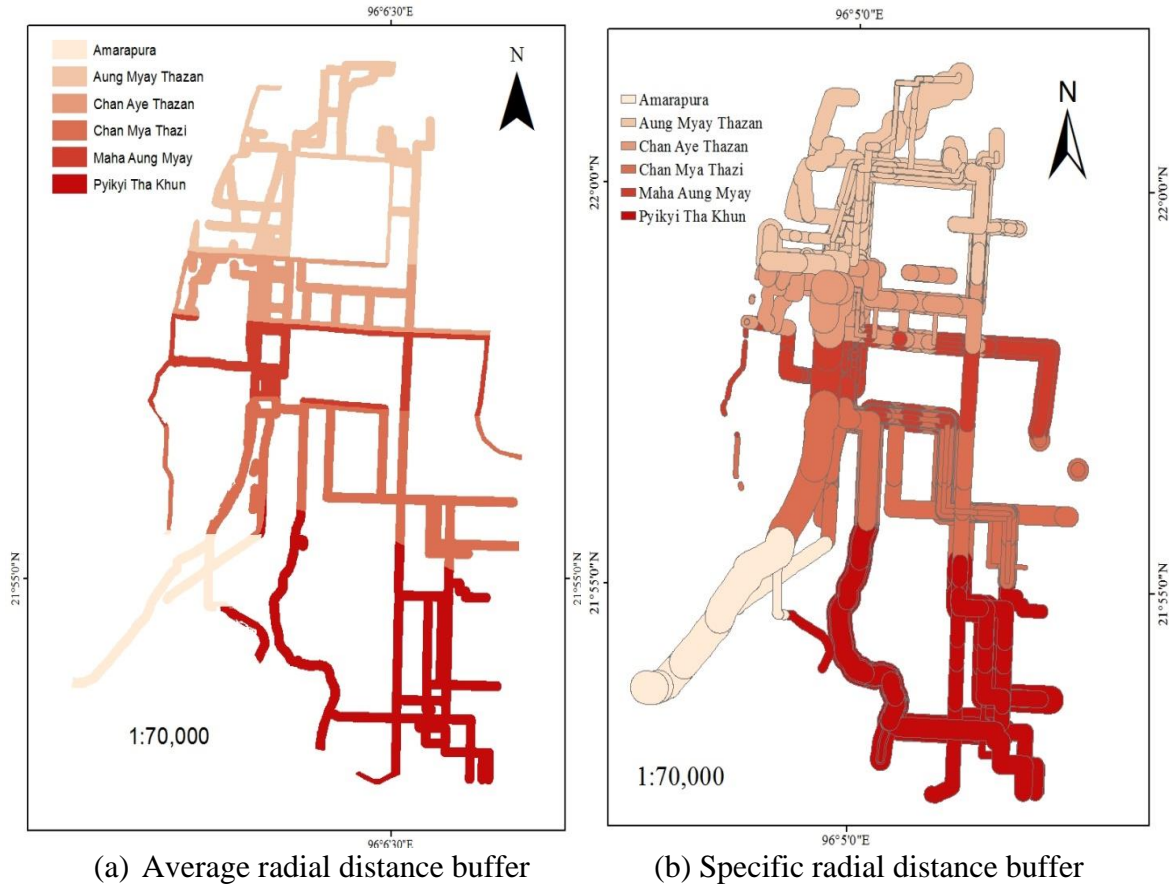 96°6'30"E
Amarapura
Aung Myay Thazan
Chan Aye Thazan
Chan Mya Thazi
Maha Aung Myay
Pyikyi Tha Khun
N
21°55'0"N
21°55'0"N
1:70,000
96°6'30"E
(a) Average radial distance buffer
96°5'0"E
Amarapura
Aung Myay Thazan
Chan Aye Thazan
Chan Mya Thazi
Maha Aung Myay
Pyikyi Tha Khun
N
22°0'0"N
22°0'0"N
21°55'0"N
21°55'0"N
1:70,000
96°5'0"E
(b) Specific radial distance buffer